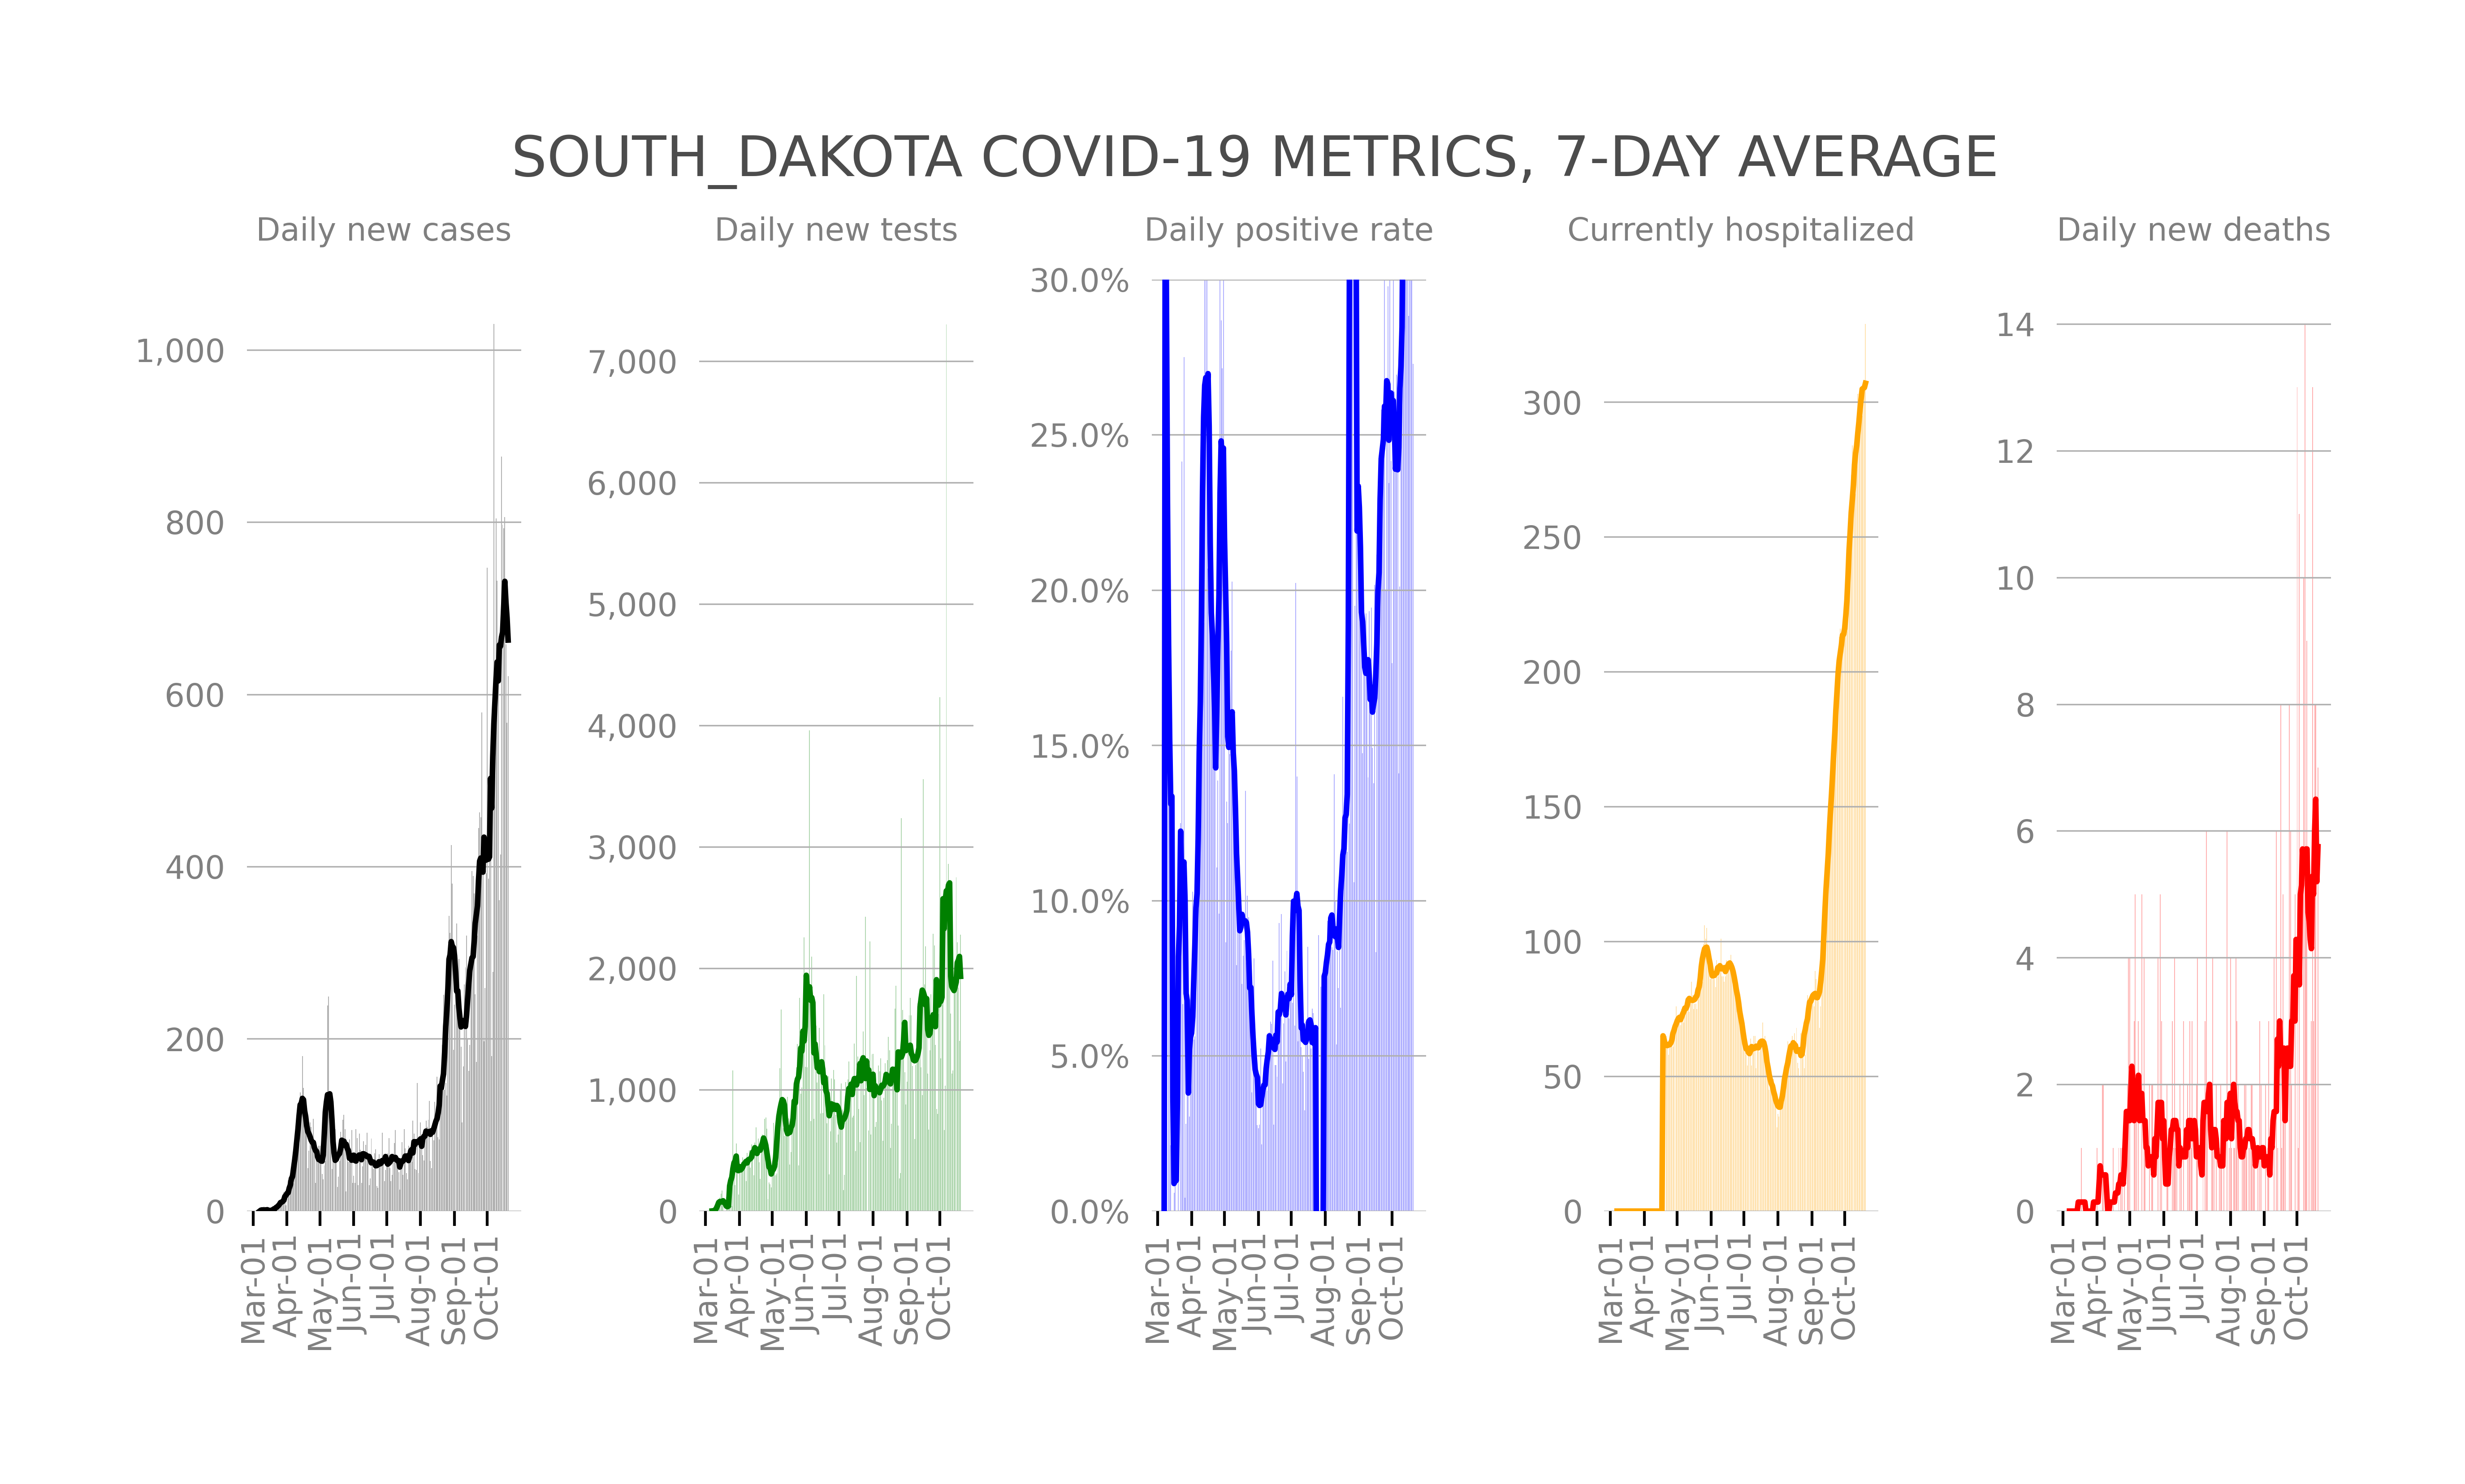 SOUTH_DAKOTA COVID-19 METRICS, 7-DAY AVERAGE
Daily new cases
1,000
800
600
400
200
0
Mar-01
Apr-01
May-01
Jun-01
Jul-01
Aug-01
Sep-01
Oct-01
Daily new tests
7,000
6,000
5,000
4,000
3,000
2,000
1,000
0
Mar-01
Apr-01
May-01
Jun-01
Jul-01
Aug-01
Sep-01
Oct-01
Daily positive rate
30.0%
25.0%
20.0%
15.0%
10.0%
5.0%
0.0%
Mar-01
Apr-01
May-01
Jun-01
Jul-01
Aug-01
Sep-01
Oct-01
Currently hospitalized
300
250
200
150
100
50
0
Mar-01
Apr-01
May-01
Jun-01
Jul-01
Aug-01
Sep-01
Oct-01
Daily new deaths
14
12
10
8
6
4
2
0
Mar-01
Apr-01
May-01
Jun-01
Jul-01
Aug-01
Sep-01
Oct-01